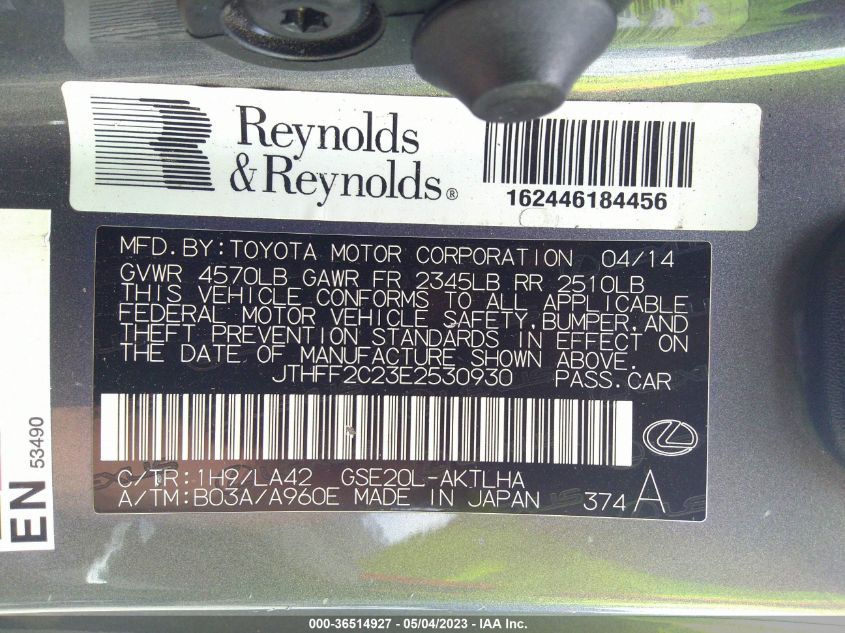 Reynolds
& Reynolds®
162446184456
MFD. BY: TOYOTA MOTOR CORPORATION 04/14
GVWR 4570LB GAWR FR 2345LB RR 2510LB
THIS VEHICLE CONFORMS TO ALL APPLICABLE
FEDERAL MOTOR VEHICLE SAFETY, BUMPER, AND
THEFT PREVENTION STANDARDS IN EFFECT ON
THE DATE OF MANUFACTURE SHOWN ABOVE.
JTHFF2C23E2530930 PASS. CAR
C/TR: 1H9/LA42 GSE20L-AKTLHA
A/TM: B03A/A960E MADE IN JAPAN 374 A
EN 53490
000-36514927 - 05/04/2023 - IAA Inc.